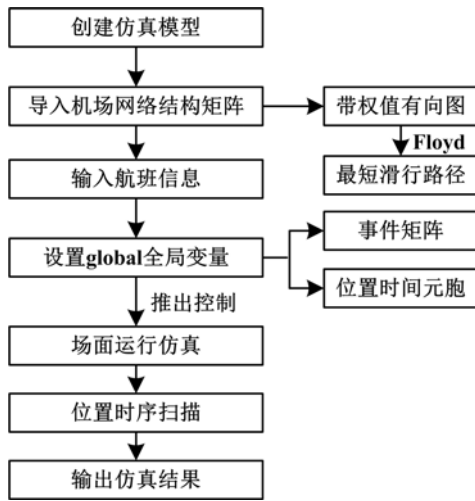 创建仿真模型
导入机场网络结构矩阵
带权值有向图
Floyd
最短滑行路径
输入航班信息
设置global全局变量
事件矩阵
位置时间元胞
推出控制
场面运行仿真
位置时序扫描
输出仿真结果